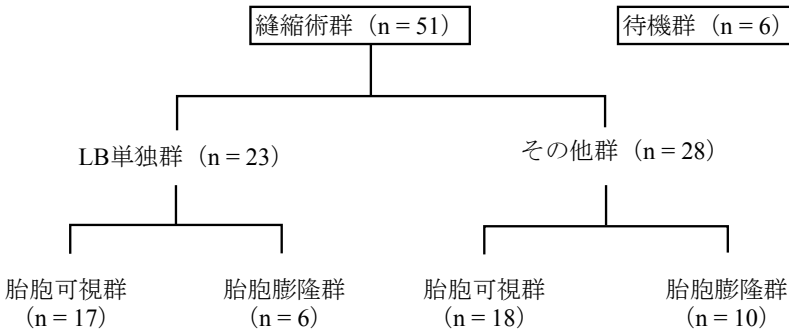 縫縮術群（n = 51）
待機群（n = 6）
LB単独群（n = 23）
その他群（n = 28）
胎胞可視群
（n = 17）
胎胞膨隆群
（n = 6）
胎胞可視群
（n = 18）
胎胞膨隆群
（n = 10）